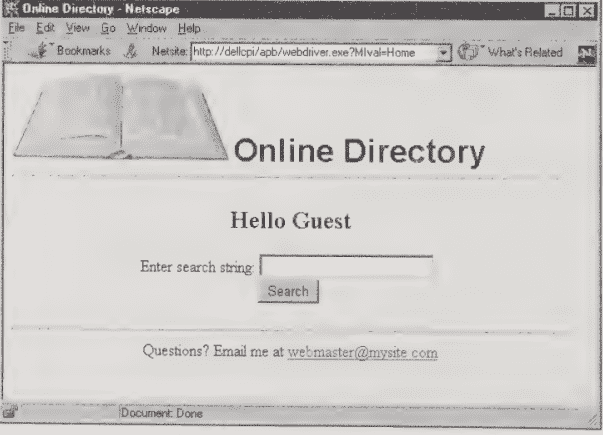 Online Directory - Netscape
File Edit View Go Window Help
Bookmarks Netsite: http://dellcpi/apb/webdriver.exe?MIval=Home What's Related
Online Directory
Hello Guest
Enter search string:
Search
Questions? Email me at webmaster@mysite.com
Document: Done